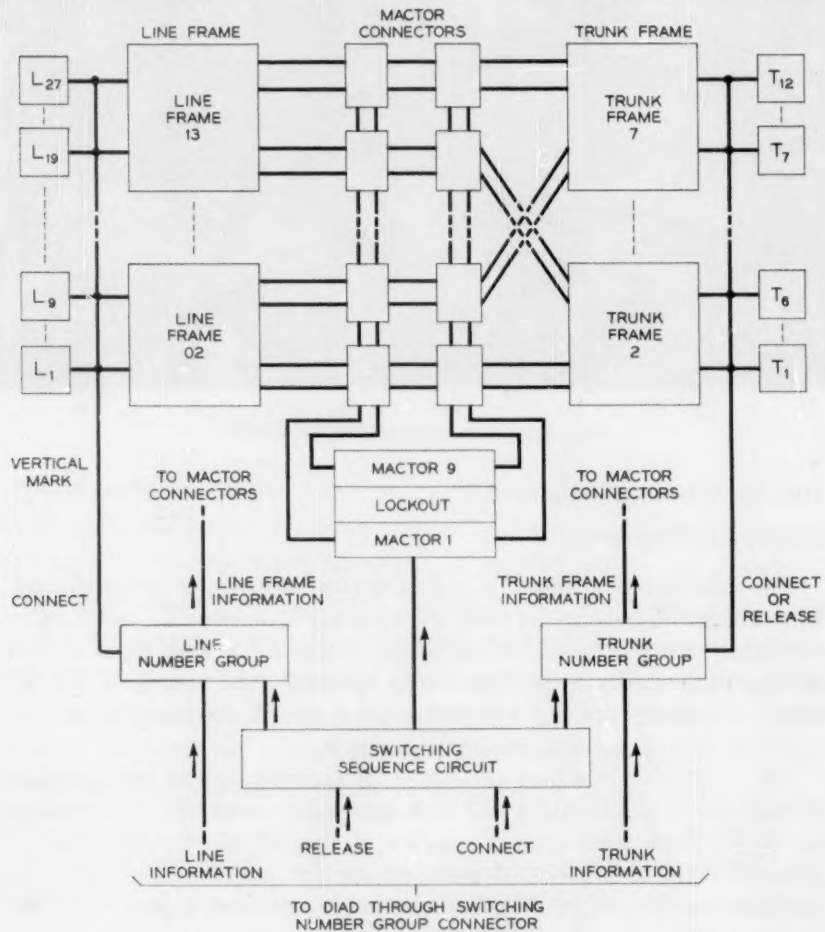 MACTOR
CONNECTORS
LINE FRAME
TRUNK FRAME
L27
L19
L9
L1
LINE
FRAME
13
LINE
FRAME
02
TRUNK
FRAME
7
TRUNK
FRAME
2
T12
T7
T6
T1
VERTICAL
MARK
TO MACTOR
CONNECTORS
MACTOR 9
LOCKOUT
MACTOR 1
TO MACTOR
CONNECTORS
CONNECT
LINE FRAME
INFORMATION
TRUNK FRAME
INFORMATION
CONNECT
OR
RELEASE
LINE
NUMBER GROUP
TRUNK
NUMBER GROUP
SWITCHING
SEQUENCE CIRCUIT
LINE
INFORMATION
RELEASE
CONNECT
TRUNK
INFORMATION
TO DIAD THROUGH SWITCHING
NUMBER GROUP CONNECTOR